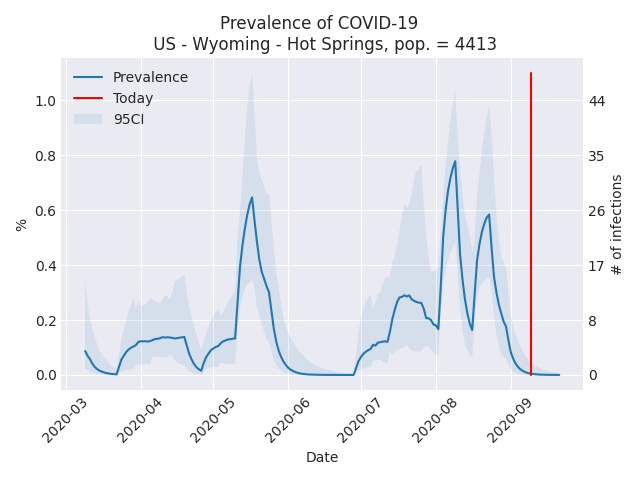 Prevalence of COVID-19
US - Wyoming - Hot Springs, pop. = 4413
Prevalence
Today
95CI
1.0
0.8
0.6
0.4
0.2
0.0
%
44
35
26
17
8
0
# of infections
2020-03
2020-04
2020-05
2020-06
2020-07
2020-08
2020-09
Date